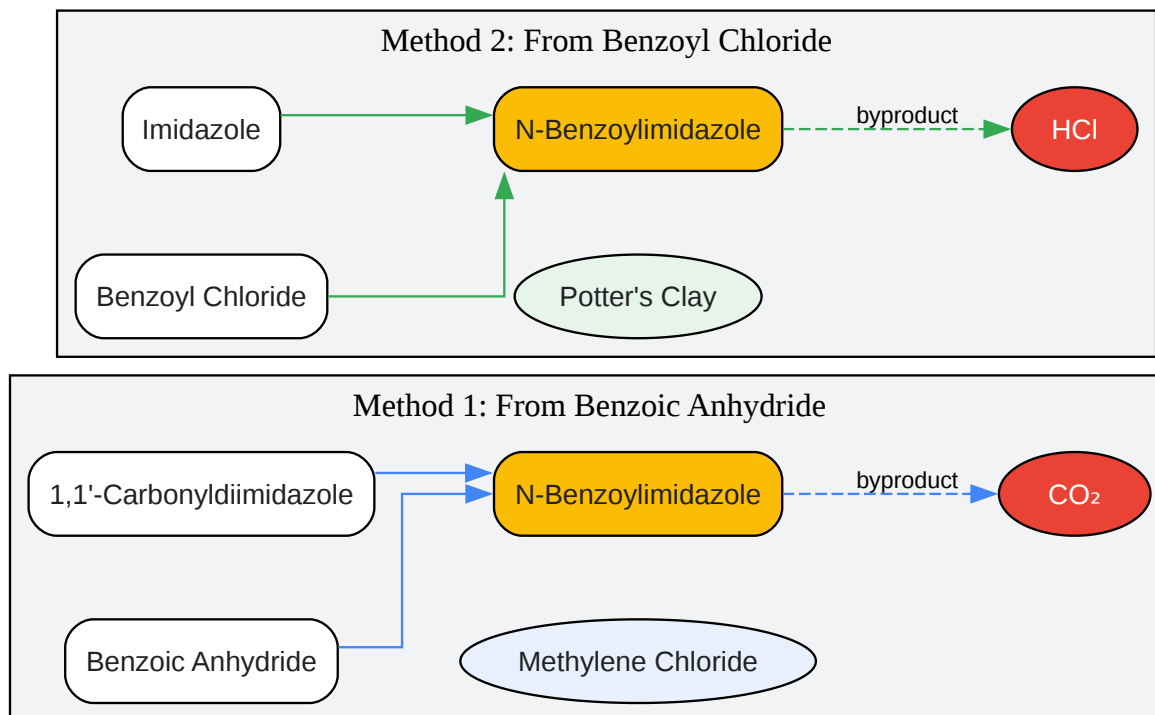 Method 2: From Benzoyl Chloride
Imidazole
N-Benzoylimidazole
byproduct
HCl
Benzoyl Chloride
Potter's Clay
Method 1: From Benzoic Anhydride
1,1'-Carbonyldiimidazole
N-Benzoylimidazole
byproduct
CO₂
Benzoic Anhydride
Methylene Chloride